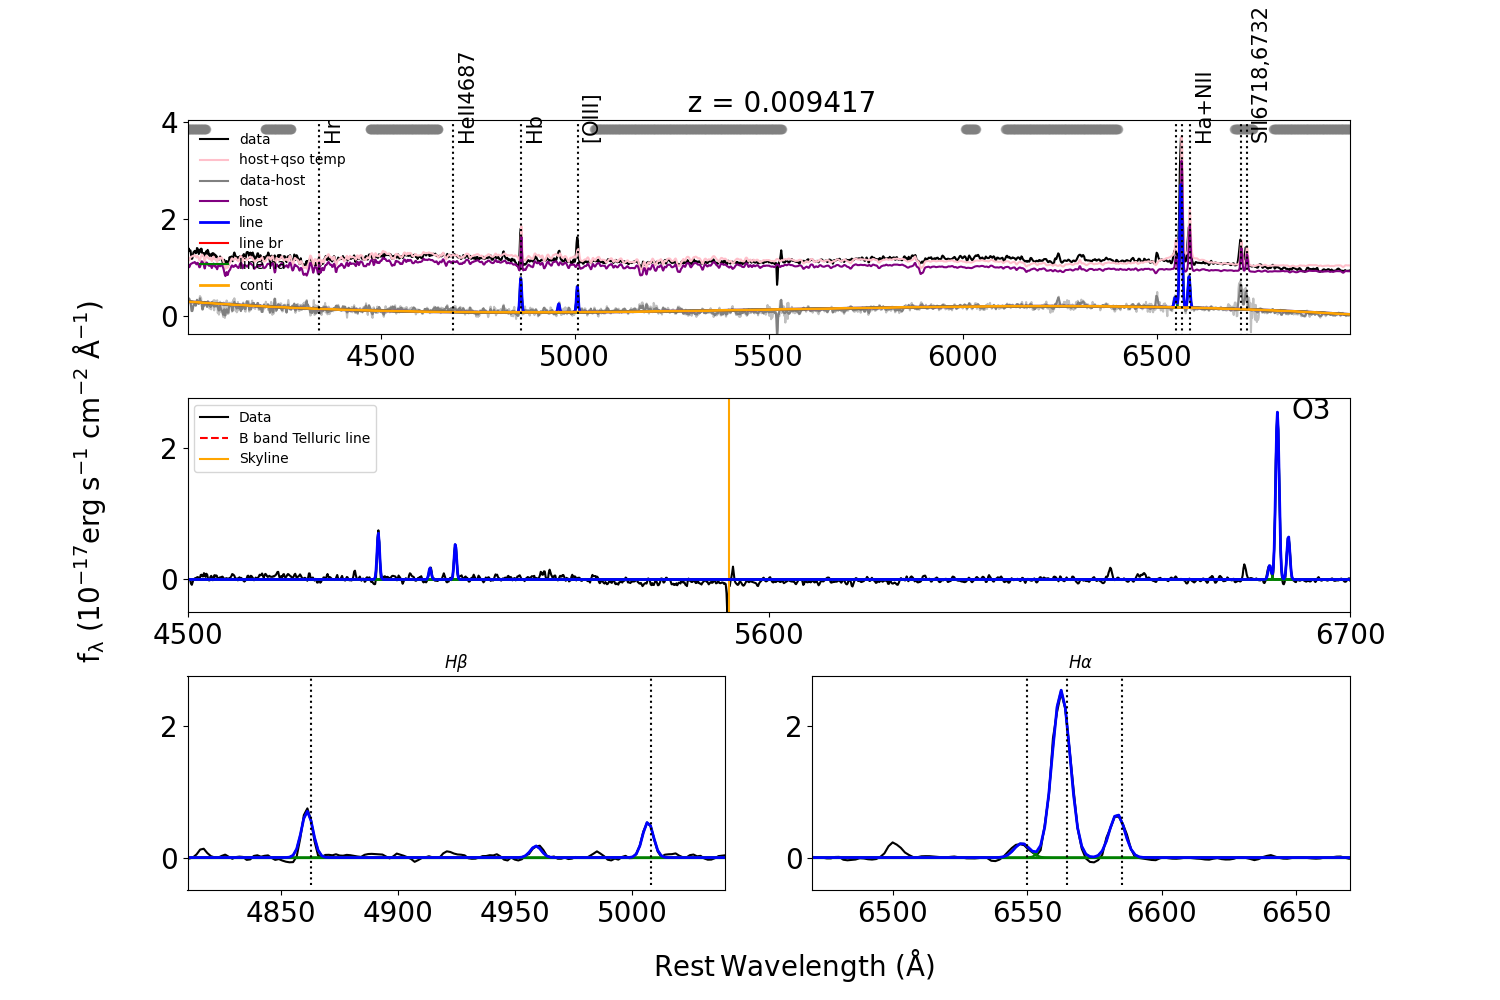 z = 0.009417
Hr
HeII4687
Hb
[OIII]
Ha+NII
SII6718,6732
4
2
0
data
host+qso temp
data-host
host
line
line br
conti
4500
5000
5500
6000
6500
fλ (10⁻¹⁷erg s⁻¹ cm⁻² Å⁻¹)
2
0
Data
B band Telluric line
Skyline
O3
4500
5600
6700
Hβ
2
0
4850
4900
4950
5000
Hα
2
0
6500
6550
6600
6650
Rest Wavelength (Å)